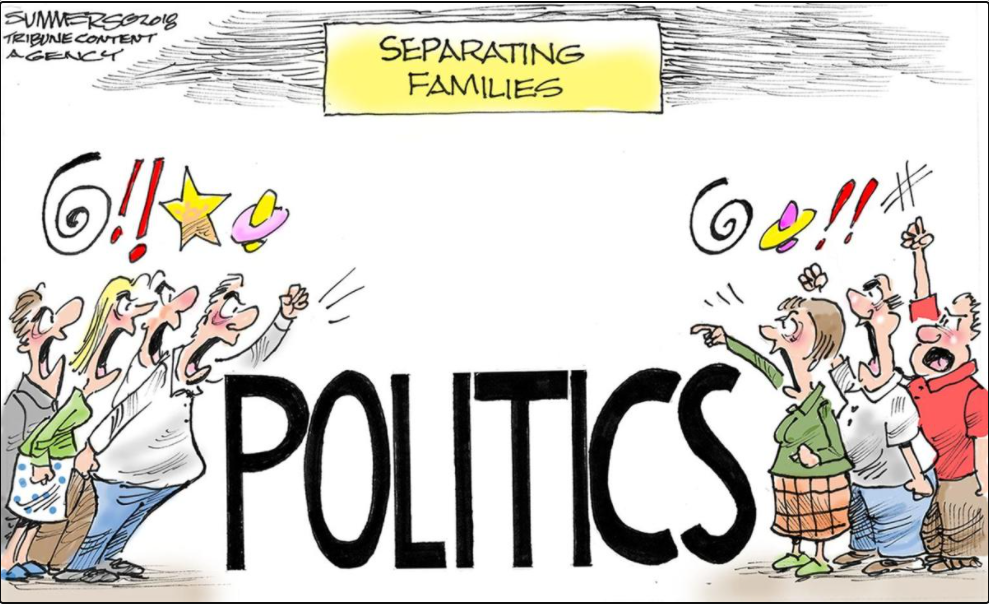 SUMMERS©2018
TRIBUNE CONTENT
AGENCY
SEPARATING
FAMILIES
!!
!! #
POLITICS